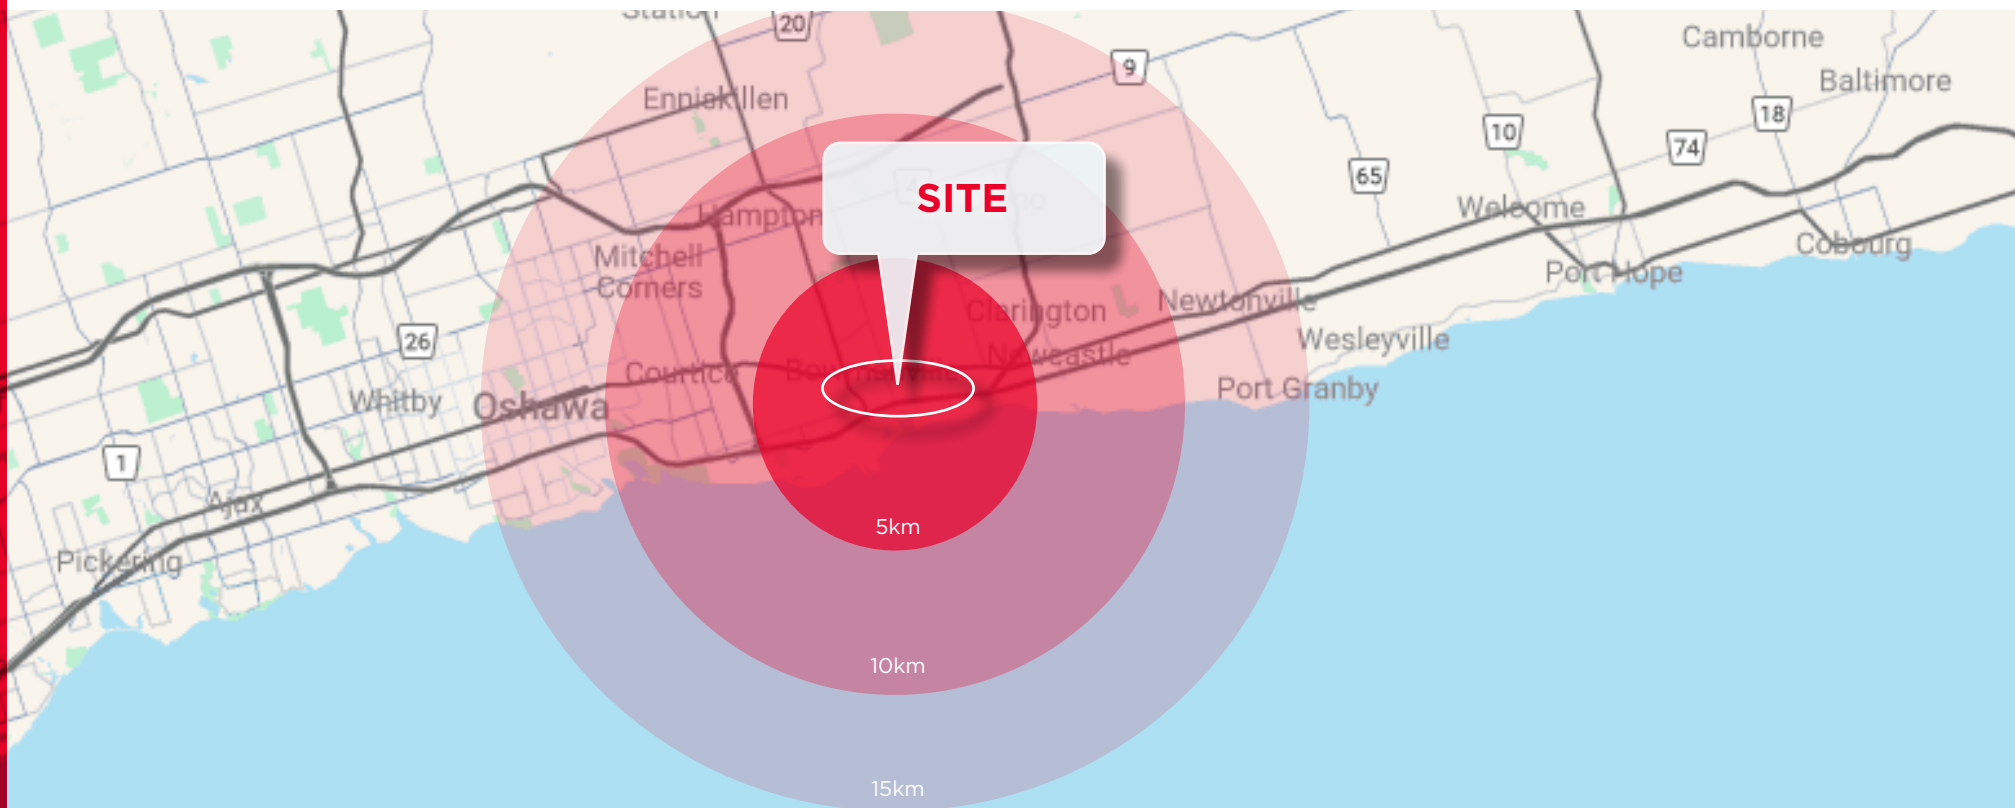 Station
20
Camborne
9
Baltimore
Enniskillen
18
10
74
65
SITE
Welcome
Hampton
Cobourg
Mitchell
Corners
Port Hope
Clarington
Newtonville
26
Wesleyville
Newcastle
Courtice
Port Granby
Whitby
Oshawa
1
Ajax
5km
Pickering
10km
15km